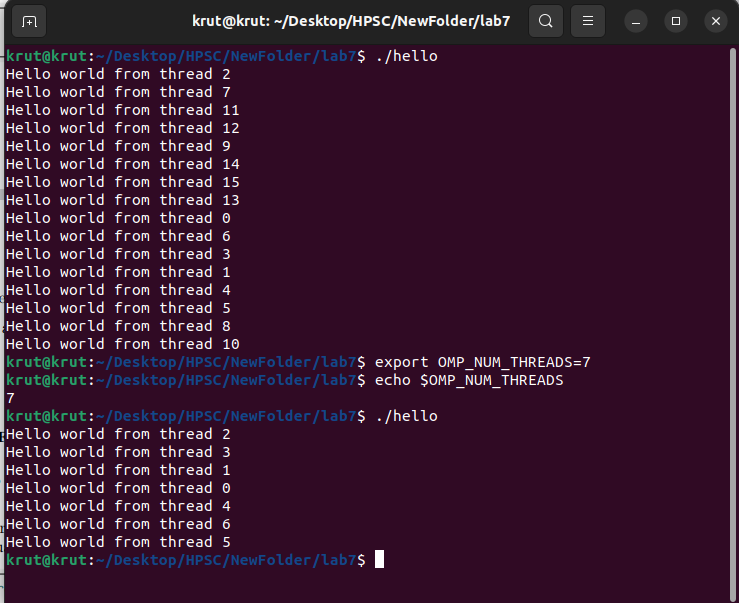 krut@krut: ~/Desktop/HPSC/NewFolder/lab7
krut@krut:~/Desktop/HPSC/NewFolder/lab7$ ./hello
Hello world from thread 2
Hello world from thread 7
Hello world from thread 11
Hello world from thread 12
Hello world from thread 9
Hello world from thread 14
Hello world from thread 15
Hello world from thread 13
Hello world from thread 0
Hello world from thread 6
Hello world from thread 3
Hello world from thread 1
Hello world from thread 4
Hello world from thread 5
Hello world from thread 8
Hello world from thread 10
krut@krut:~/Desktop/HPSC/NewFolder/lab7$ export OMP_NUM_THREADS=7
krut@krut:~/Desktop/HPSC/NewFolder/lab7$ echo $OMP_NUM_THREADS
7
krut@krut:~/Desktop/HPSC/NewFolder/lab7$ ./hello
Hello world from thread 2
Hello world from thread 3
Hello world from thread 1
Hello world from thread 0
Hello world from thread 4
Hello world from thread 6
Hello world from thread 5
krut@krut:~/Desktop/HPSC/NewFolder/lab7$